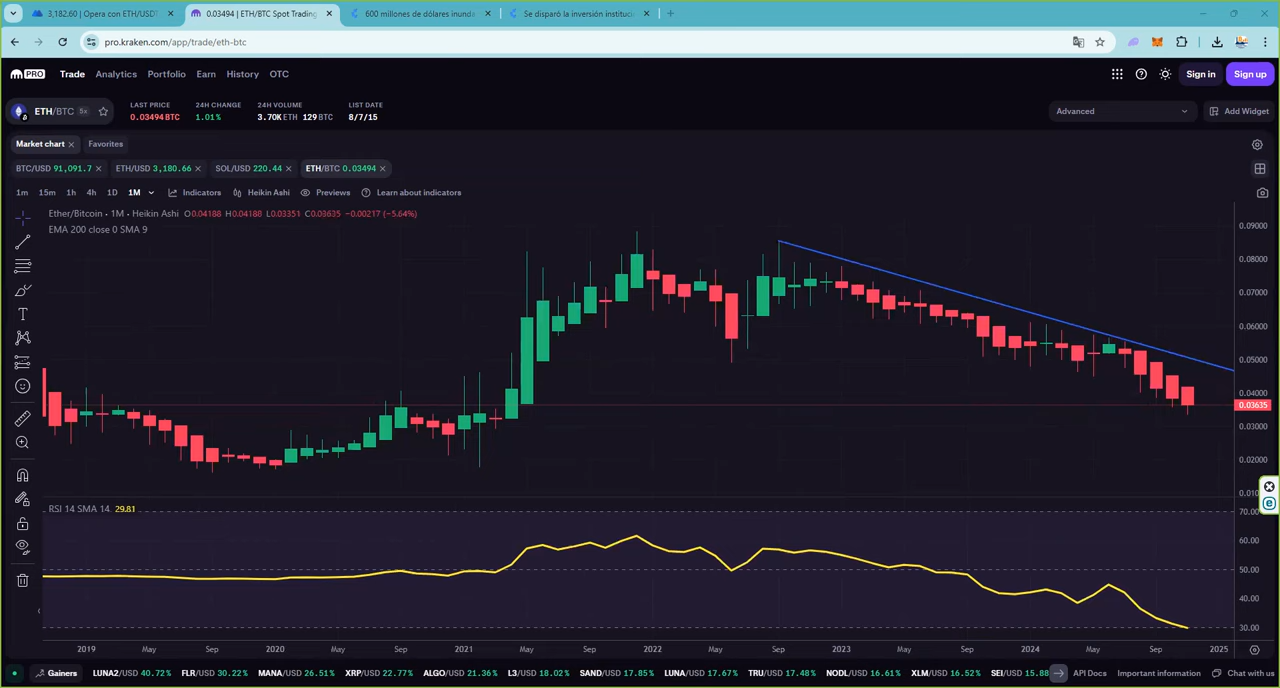 3,182.60 | Opera con ETH/USDT
0.03494 | ETH/BTC Spot Trading
600 millones de dólares inunda
Se disparó la inversión instituci
pro.kraken.com/app/trade/eth-btc
PRO Trade Analytics Portfolio Earn History OTC
Sign in Sign up
ETH/BTC 5x
LAST PRICE 24H CHANGE 24H VOLUME LIST DATE
0.03494 BTC 1.01% 3.70K ETH 129 BTC 8/7/15
Advanced Add Widget
Market chart Favorites
BTC/USD 91,091.7 ETH/USD 3,180.66 SOL/USD 220.44 ETH/BTC 0.03494
1m 15m 1h 4h 1D 1M Indicators Heikin Ashi Previews Learn about indicators
Ether/Bitcoin · 1M · Heikin Ashi O0.04188 H0.04188 L0.03351 C0.03635 −0.00217 (−5.64%)
EMA 200 close 0 SMA 9
0.09000
0.08000
0.07000
0.06000
0.05000
0.04000
0.03635
0.03000
0.02000
RSI 14 SMA 14 29.81
70.00
60.00
50.00
40.00
30.00
2019 May Sep 2020 May Sep 2021 May Sep 2022 May Sep 2023 May Sep 2024 May Sep 2025
Gainers LUNA2/USD 40.72% FLR/USD 30.22% MANA/USD 26.51% XRP/USD 22.77% ALGO/USD 21.36% L3/USD 18.02% SAND/USD 17.85% LUNA/USD 17.67% TRU/USD 17.48% NODL/USD 16.61% XLM/USD 16.52% SEI/USD 15.88 API Docs Important information Chat with us